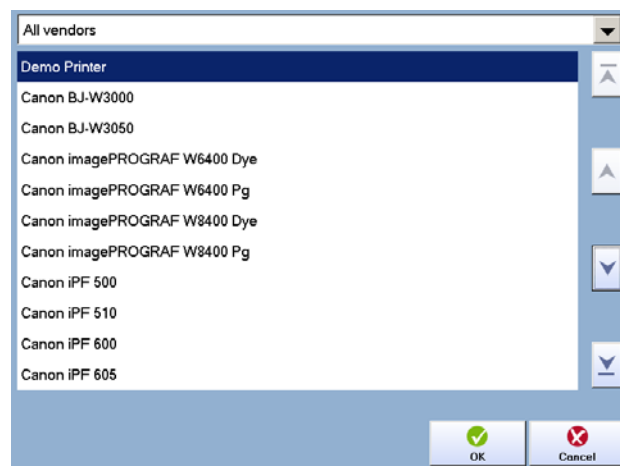 All vendors
Demo Printer
Canon BJ-W3000
Canon BJ-W3050
Canon imagePROGRAF W6400 Dye
Canon imagePROGRAF W6400 Pg
Canon imagePROGRAF W8400 Dye
Canon imagePROGRAF W8400 Pg
Canon iPF 500
Canon iPF 510
Canon iPF 600
Canon iPF 605
OK
Cancel